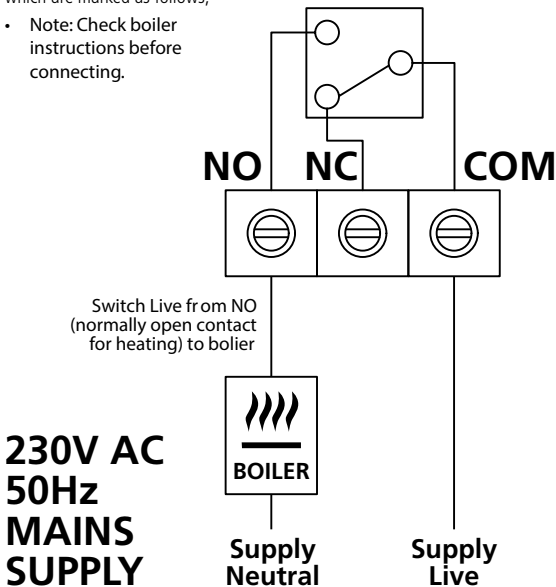 which are marked as follows;
• Note: Check boiler
instructions before
connecting.
NO NC COM
Switch Live from NO
(normally open contact
for heating) to bolier
BOILER
230V AC
50Hz
MAINS
SUPPLY
Supply
Neutral
Supply
Live